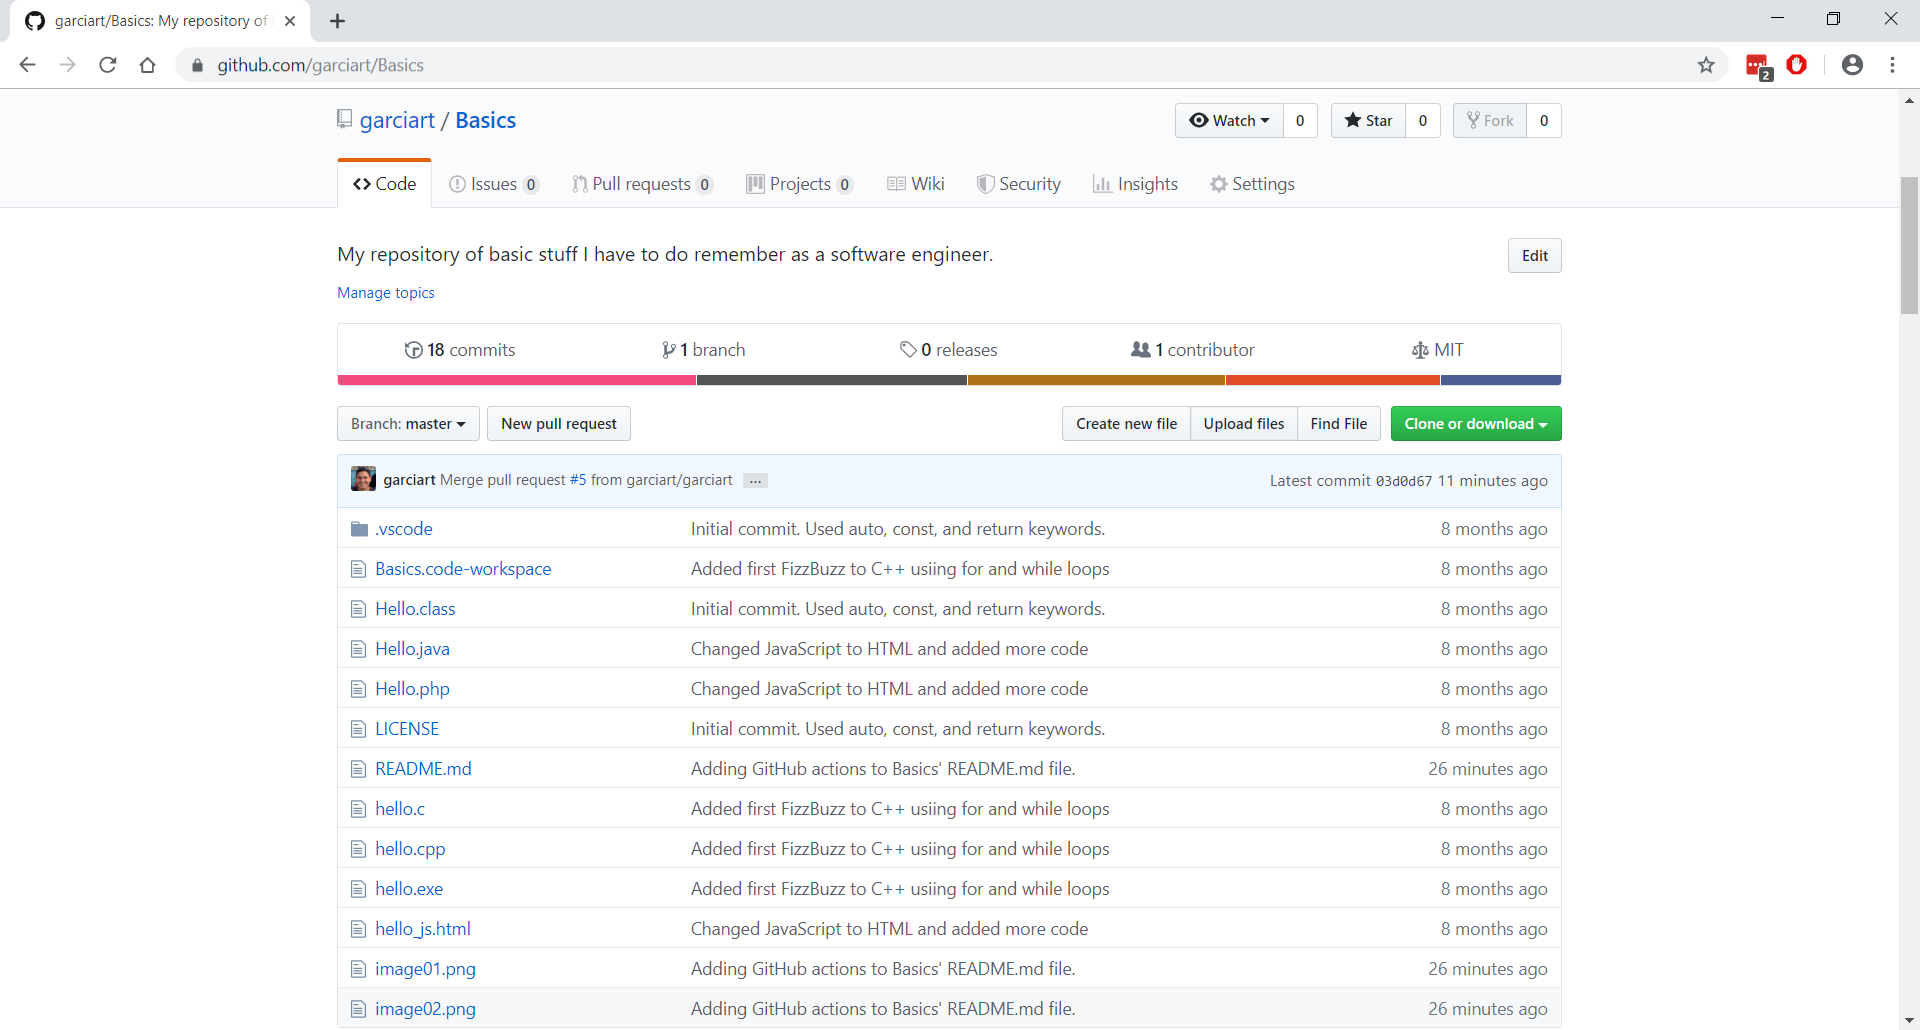 garciart/Basics: My repository of
github.com/garciart/Basics
2
garciart / Basics
Watch 0 Star 0 Fork 0
Code Issues 0 Pull requests 0 Projects 0 Wiki Security Insights Settings
My repository of basic stuff I have to do remember as a software engineer. Edit
Manage topics
18 commits 1 branch 0 releases 1 contributor MIT
Branch: master New pull request Create new file Upload files Find File Clone or download
garciart Merge pull request #5 from garciart/garciart ... Latest commit 03d0d67 11 minutes ago
.vscode Initial commit. Used auto, const, and return keywords. 8 months ago
Basics.code-workspace Added first FizzBuzz to C++ usiing for and while loops 8 months ago
Hello.class Initial commit. Used auto, const, and return keywords. 8 months ago
Hello.java Changed JavaScript to HTML and added more code 8 months ago
Hello.php Changed JavaScript to HTML and added more code 8 months ago
LICENSE Initial commit. Used auto, const, and return keywords. 8 months ago
README.md Adding GitHub actions to Basics' README.md file. 26 minutes ago
hello.c Added first FizzBuzz to C++ usiing for and while loops 8 months ago
hello.cpp Added first FizzBuzz to C++ usiing for and while loops 8 months ago
hello.exe Added first FizzBuzz to C++ usiing for and while loops 8 months ago
hello_js.html Changed JavaScript to HTML and added more code 8 months ago
image01.png Adding GitHub actions to Basics' README.md file. 26 minutes ago
image02.png Adding GitHub actions to Basics' README.md file. 26 minutes ago